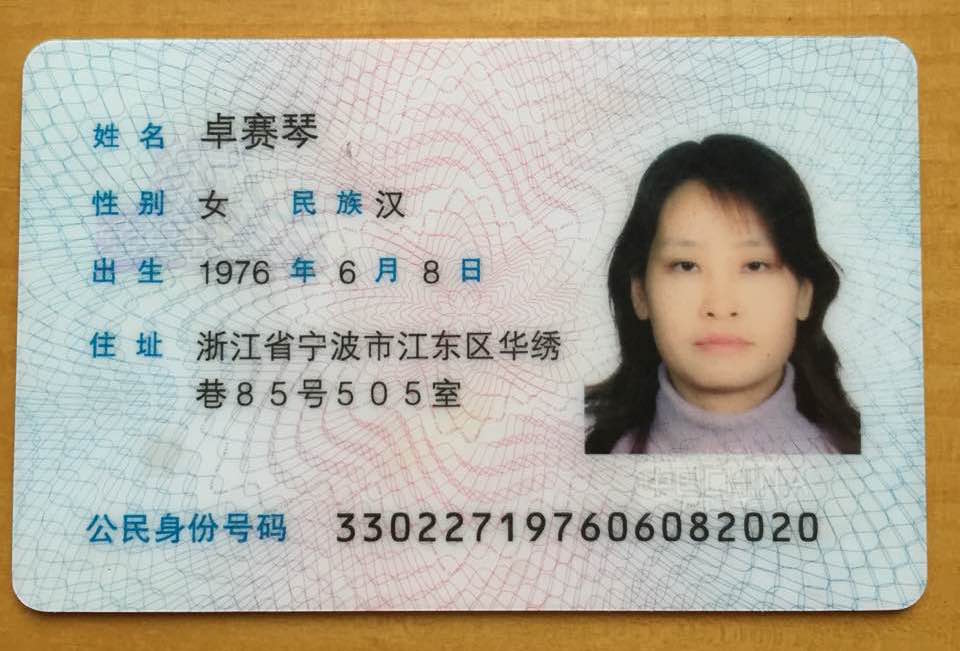 姓名 卓赛琴
性别 女 民族 汉
出生 1976 年 6 月 8 日
住址 浙江省宁波市江东区华绣
巷85号505室
中国CHINA
公民身份号码 330227197606082020